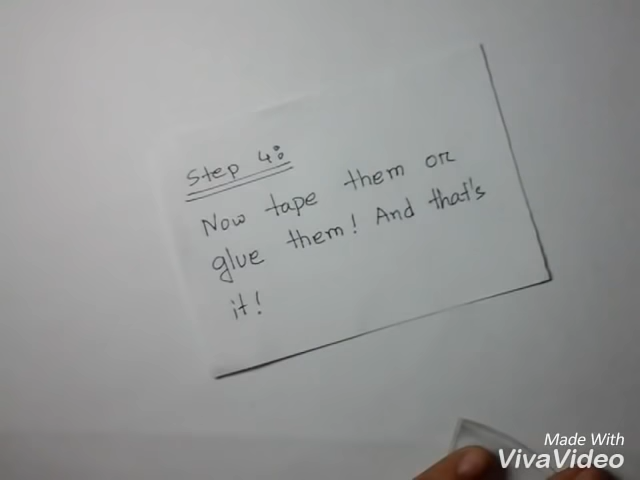 Step 4:
Now tape them or
glue them! And that's
it!
Made With
VivaVideo